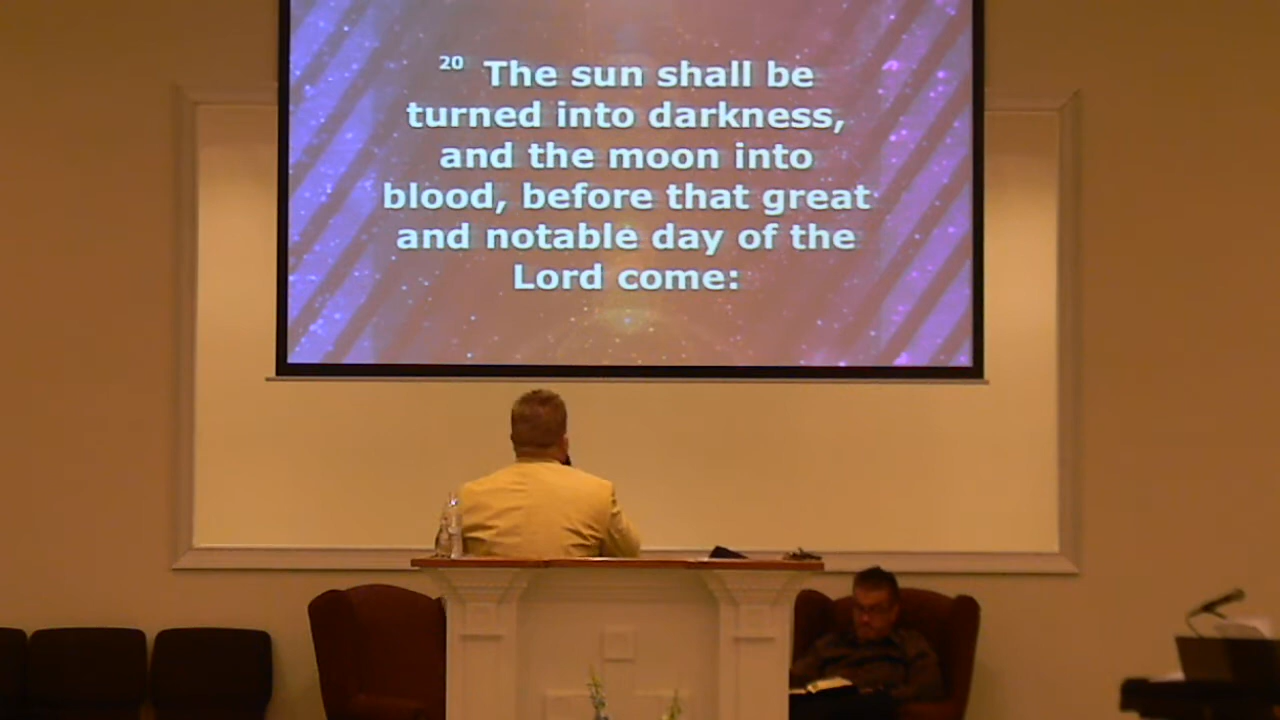 20 The sun shall be
turned into darkness,
and the moon into
blood, before that great
and notable day of the
Lord come: